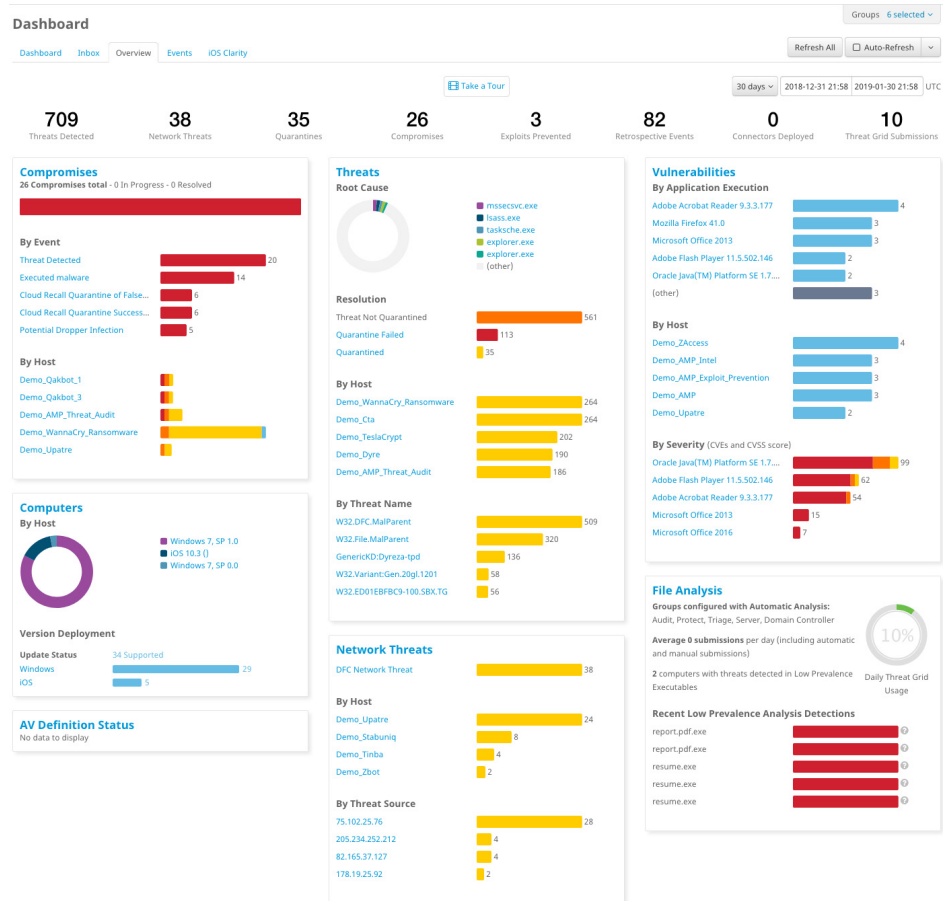 Dashboard
Groups 6 selected
Dashboard Inbox Overview Events iOS Clarity
Refresh All Auto-Refresh
Take a Tour
30 days 2018-12-31 21:58 2019-01-30 21:58 UTC
709 38 35 26 3 82 0 10
Threats Detected Network Threats Quarantines Compromises Exploits Prevented Retrospective Events Connectors Deployed Threat Grid Submissions
Compromises
26 Compromises total - 0 In Progress - 0 Resolved
By Event
Threat Detected 20
Executed malware 14
Cloud Recall Quarantine of False... 6
Cloud Recall Quarantine Success... 6
Potential Dropper Infection 5
By Host
Demo_Qakbot_1
Demo_Qakbot_3
Demo_AMP_Threat_Audit
Demo_WannaCry_Ransomware
Demo_Upatre
Computers
By Host
Windows 7, SP 1.0
iOS 10.3 ()
Windows 7, SP 0.0
Version Deployment
Update Status 34 Supported
Windows 29
iOS 5
AV Definition Status
No data to display
Threats
Root Cause
mssecsvc.exe
lsass.exe
tasksche.exe
explorer.exe
explorer.exe
(other)
Resolution
Threat Not Quarantined 561
Quarantine Failed 113
Quarantined 35
By Host
Demo_WannaCry_Ransomware 264
Demo_Cta 264
Demo_TeslaCrypt 202
Demo_Dyre 190
Demo_AMP_Threat_Audit 186
By Threat Name
W32.DFC.MalParent 509
W32.File.MalParent 320
GenericKD:Dyreza-tpd 136
W32.Variant:Gen.20gl.1201 58
W32.ED01EBFBC9-100.SBX.TG 56
Network Threats
DFC Network Threat 38
By Host
Demo_Upatre 24
Demo_Stabuniq 8
Demo_Tinba 4
Demo_Zbot 2
By Threat Source
75.102.25.76 28
205.234.252.212 4
82.165.37.127 4
178.19.25.92 2
Vulnerabilities
By Application Execution
Adobe Acrobat Reader 9.3.3.177 4
Mozilla Firefox 41.0 3
Microsoft Office 2013 3
Adobe Flash Player 11.5.502.146 2
Oracle Java(TM) Platform SE 1.7.... 2
(other) 3
By Host
Demo_ZAccess 4
Demo_AMP_Intel 3
Demo_AMP_Exploit_Prevention 3
Demo_AMP 3
Demo_Upatre 2
By Severity (CVEs and CVSS score)
Oracle Java(TM) Platform SE 1.7.... 99
Adobe Flash Player 11.5.502.146 62
Adobe Acrobat Reader 9.3.3.177 54
Microsoft Office 2013 15
Microsoft Office 2016 7
File Analysis
Groups configured with Automatic Analysis:
Audit, Protect, Triage, Server, Domain Controller
Average 0 submissions per day (including automatic
and manual submissions)
2 computers with threats detected in Low Prevalence
Executables
10%
Daily Threat Grid
Usage
Recent Low Prevalence Analysis Detections
report.pdf.exe ?
report.pdf.exe ?
resume.exe ?
resume.exe ?
resume.exe ?